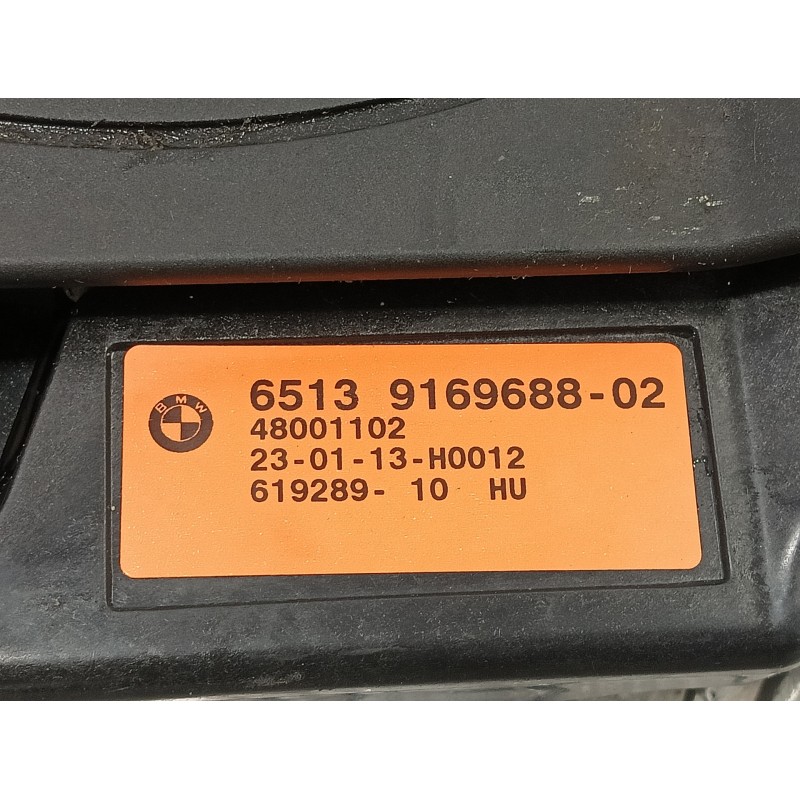 BMW
6513 9169688-02
48001102
23-01-13-H0012
619289- 10 HU